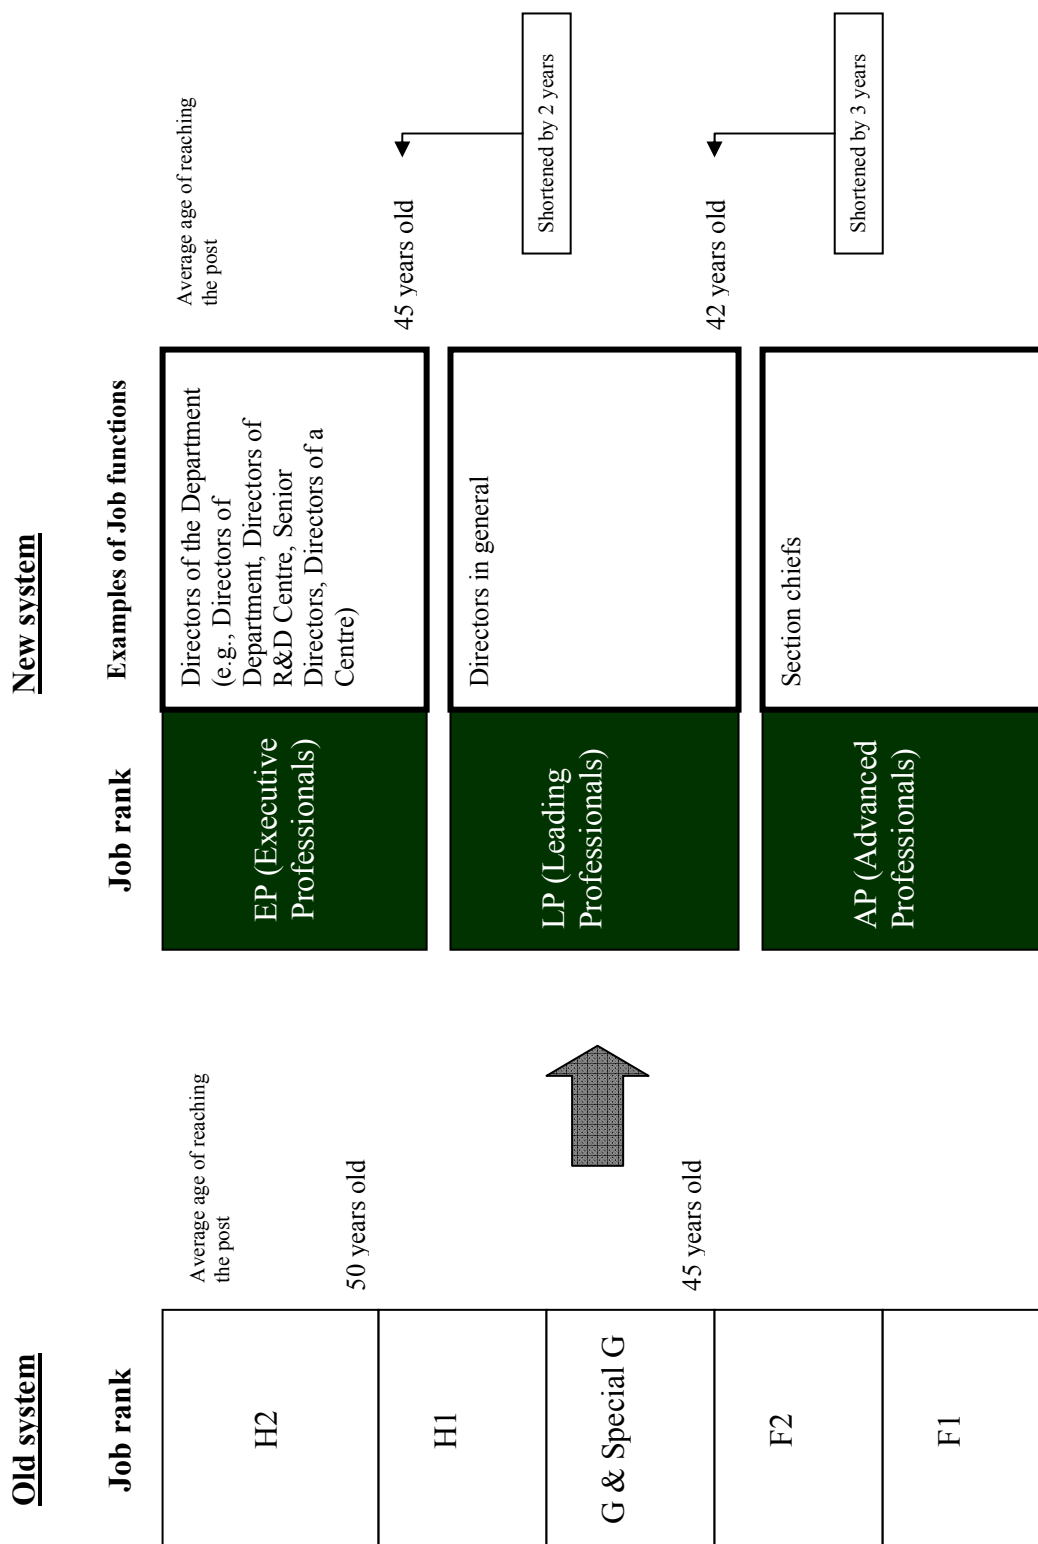 Old system
New system
Job rank
Job rank
Examples of Job functions
H2
Average age of reaching
the post
50 years old
H1
G & Special G
45 years old
F2
F1
EP (Executive
Professionals)
Directors of the Department
(e.g., Directors of
Department, Directors of
R&D Centre, Senior
Directors, Directors of a
Centre)
Average age of reaching
the post
45 years old
Shortened by 2 years
LP (Leading
Professionals)
Directors in general
42 years old
Shortened by 3 years
AP (Advanced
Professionals)
Section chiefs